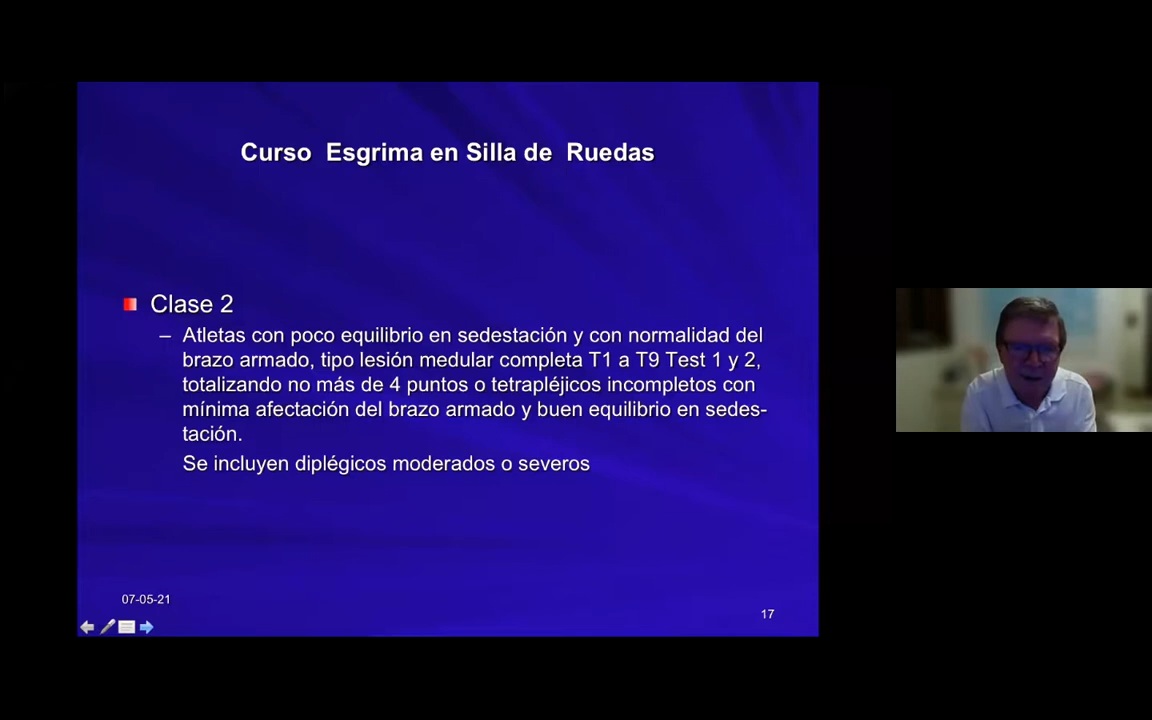 Curso Esgrima en Silla de Ruedas
Clase 2
– Atletas con poco equilibrio en sedestación y con normalidad del
brazo armado, tipo lesión medular completa T1 a T9 Test 1 y 2,
totalizando no más de 4 puntos o tetrapléjicos incompletos con
mínima afectación del brazo armado y buen equilibrio en sedes-
tación.
Se incluyen diplégicos moderados o severos
07-05-21
17